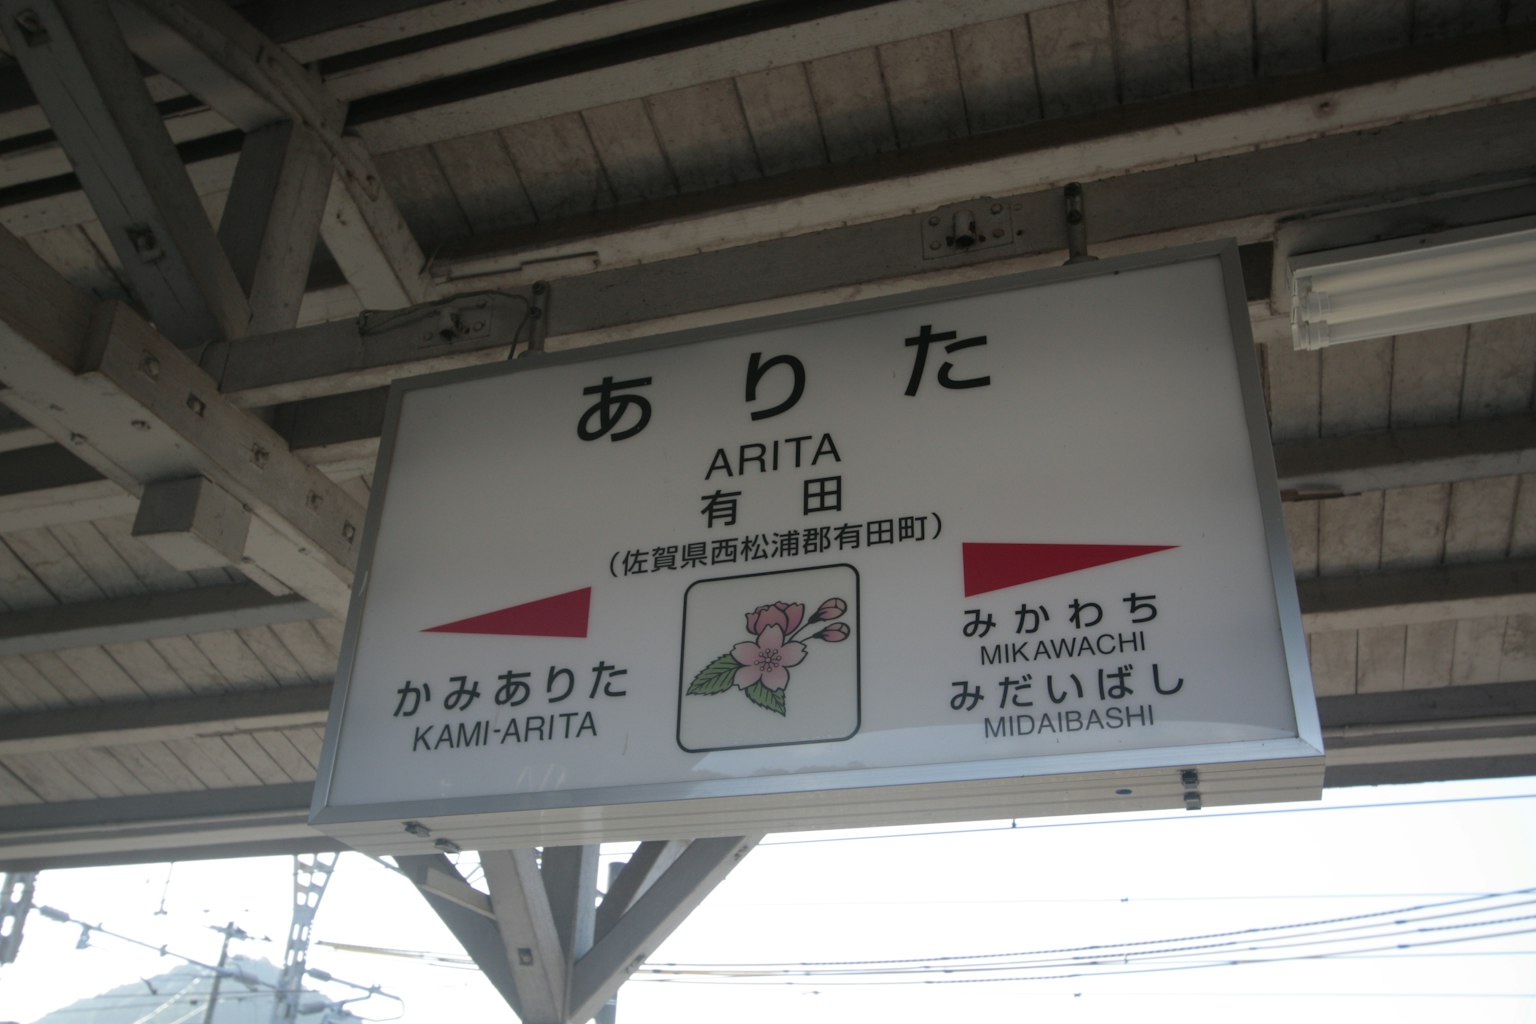 ありた
ARITA
有田
（佐賀県西松浦郡有田町）
かみありた
KAMI-ARITA
みかわち
MIKAWACHI
みだいばし
MIDAIBASHI